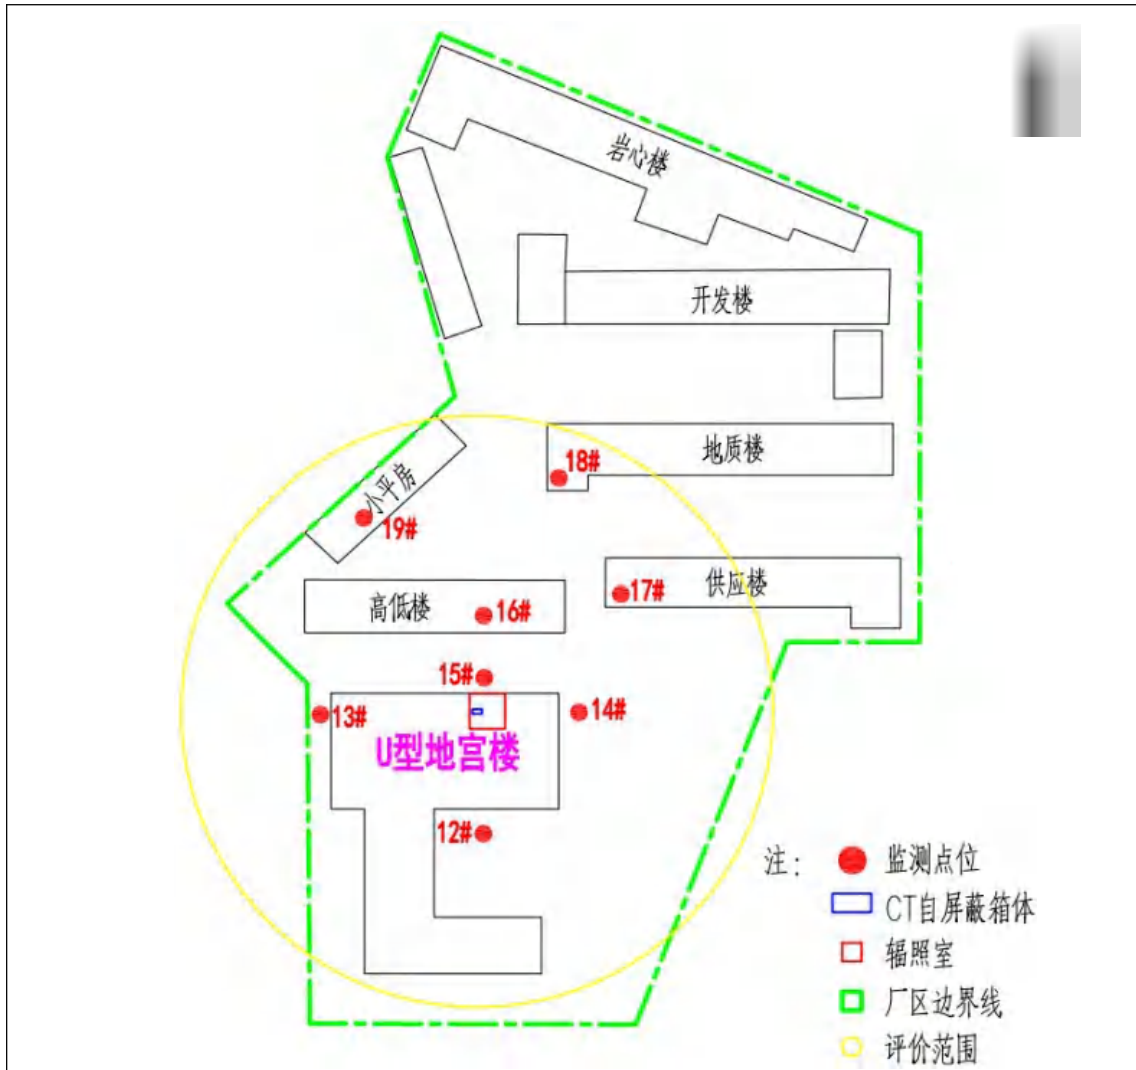 岩心楼
开发楼
地质楼
18#
小平房
19#
供应楼
17#
高低楼
16#
15#
13#
14#
U型地宫楼
12#
注：
监测点位
CT自屏蔽箱体
辐照室
厂区边界线
评价范围